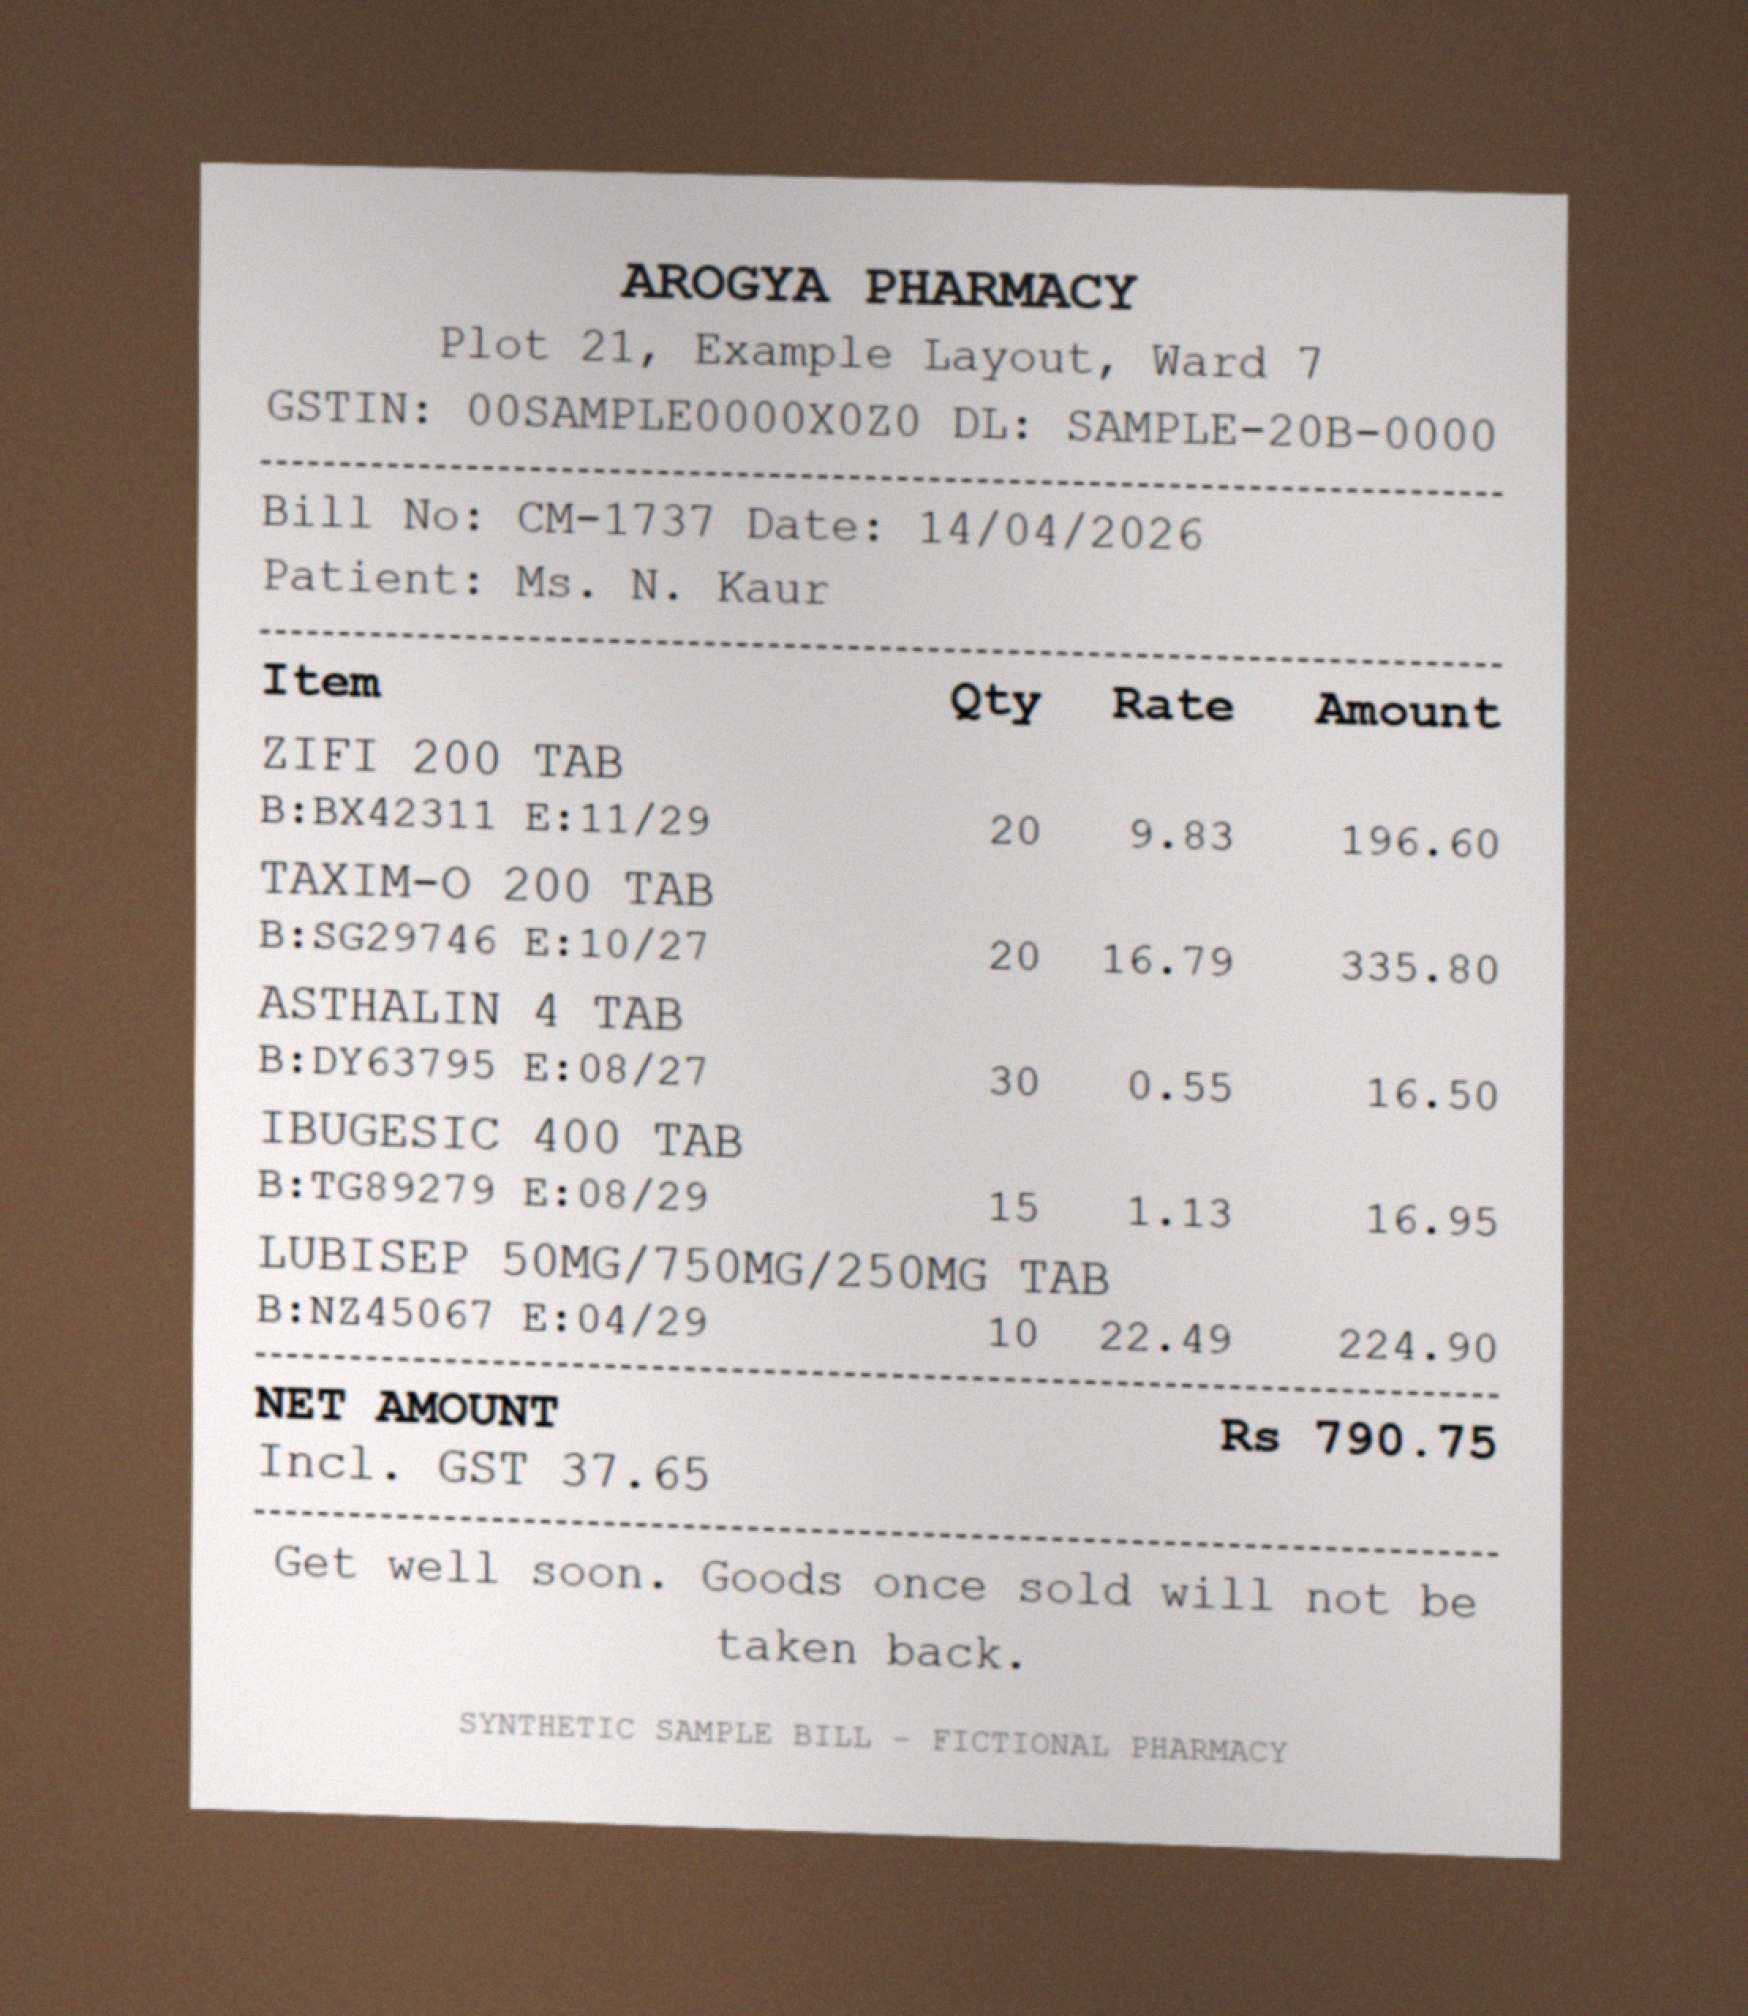 AROGYA PHARMACY
Plot 21, Example Layout, Ward 7
GSTIN: 00SAMPLE0000X0Z0 DL: SAMPLE-20B-0000
Bill No: CM-1737 Date: 14/04/2026
Patient: Ms. N. Kaur
Item Qty Rate Amount
ZIFI 200 TAB
B:BX42311 E:11/29 20 9.83 196.60
TAXIM-O 200 TAB
B:SG29746 E:10/27 20 16.79 335.80
ASTHALIN 4 TAB
B:DY63795 E:08/27 30 0.55 16.50
IBUGESIC 400 TAB
B:TG89279 E:08/29 15 1.13 16.95
LUBISEP 50MG/750MG/250MG TAB
B:NZ45067 E:04/29 10 22.49 224.90
NET AMOUNT Rs 790.75
Incl. GST 37.65
Get well soon. Goods once sold will not be
taken back.
SYNTHETIC SAMPLE BILL - FICTIONAL PHARMACY